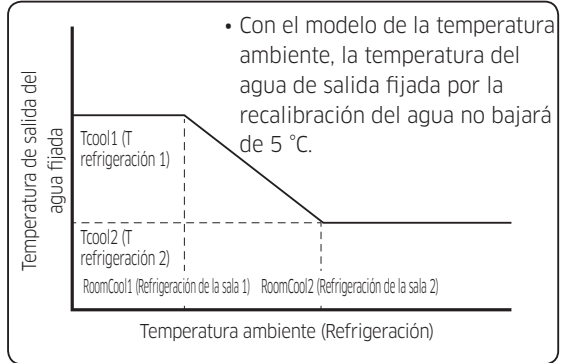 • Con el modelo de la temperatura
ambiente, la temperatura del
agua de salida fijada por la
recalibración del agua no bajará
de 5 °C.
Temperatura de salida del
agua fijada
Tcool1 (T
refrigeración 1)
Tcool2 (T
refrigeración 2)
RoomCool1 (Refrigeración de la sala 1) RoomCool2 (Refrigeración de la sala 2)
Temperatura ambiente (Refrigeración)